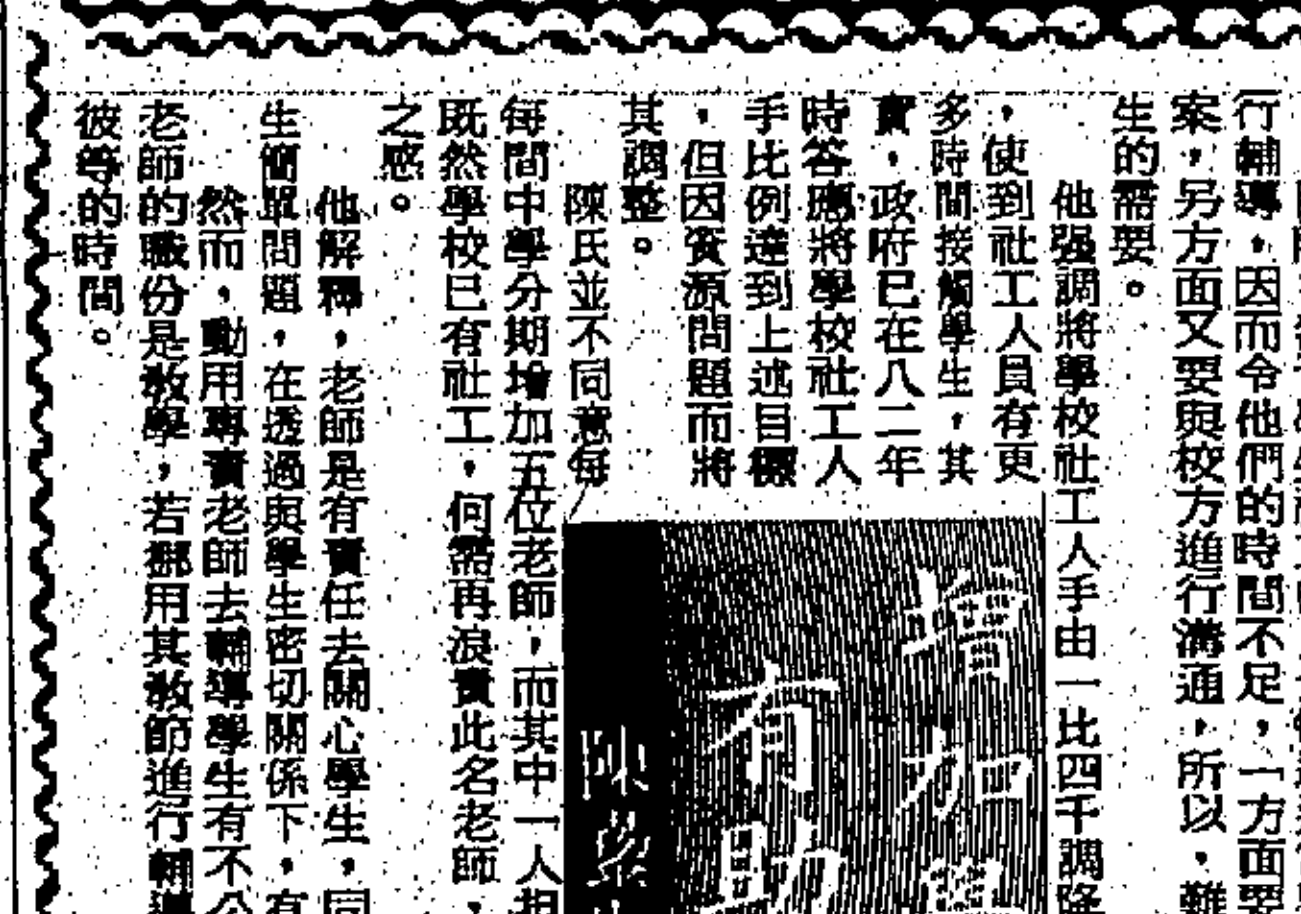 行輔導，因而令他們的時間不足，一方面要
案，另方面又要與校方進行溝通，所以，難
生的需要。
他强調將學校社工人手由一比四千調降
，使到社工人員有更
多時間接觸學生，其
實，政府已在八二年
時答應將學校社工人
手比例達到上述目標
，但因資源問題而將
其調整。
陳氏並不同意每
每間中學分期增加五位老師，而其中一人担
既然學校已有社工，何需再浪費此名老師，
之感。
他解釋，老師是有責任去關心學生，同
生簡單問題，在透過與學生密切關係下，有
然而，動用專責老師去輔導學生有不公
老師的職份是教學，若挪用其教節進行輔導
彼等的時間。
有
陳